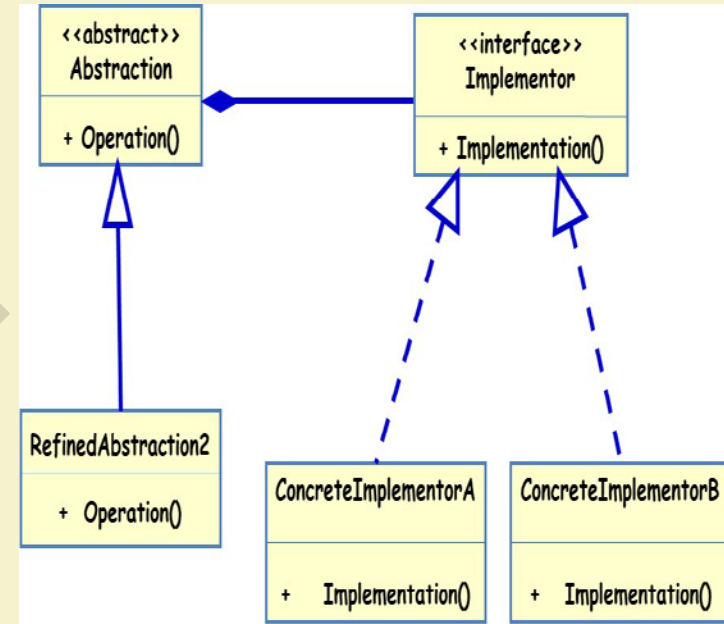 <<abstract>>
Abstraction
+ Operation()
<<interface>>
Implementor
+ Implementation()
RefinedAbstraction2
+ Operation()
ConcreteImplementorA
+ Implementation()
ConcreteImplementorB
+ Implementation()